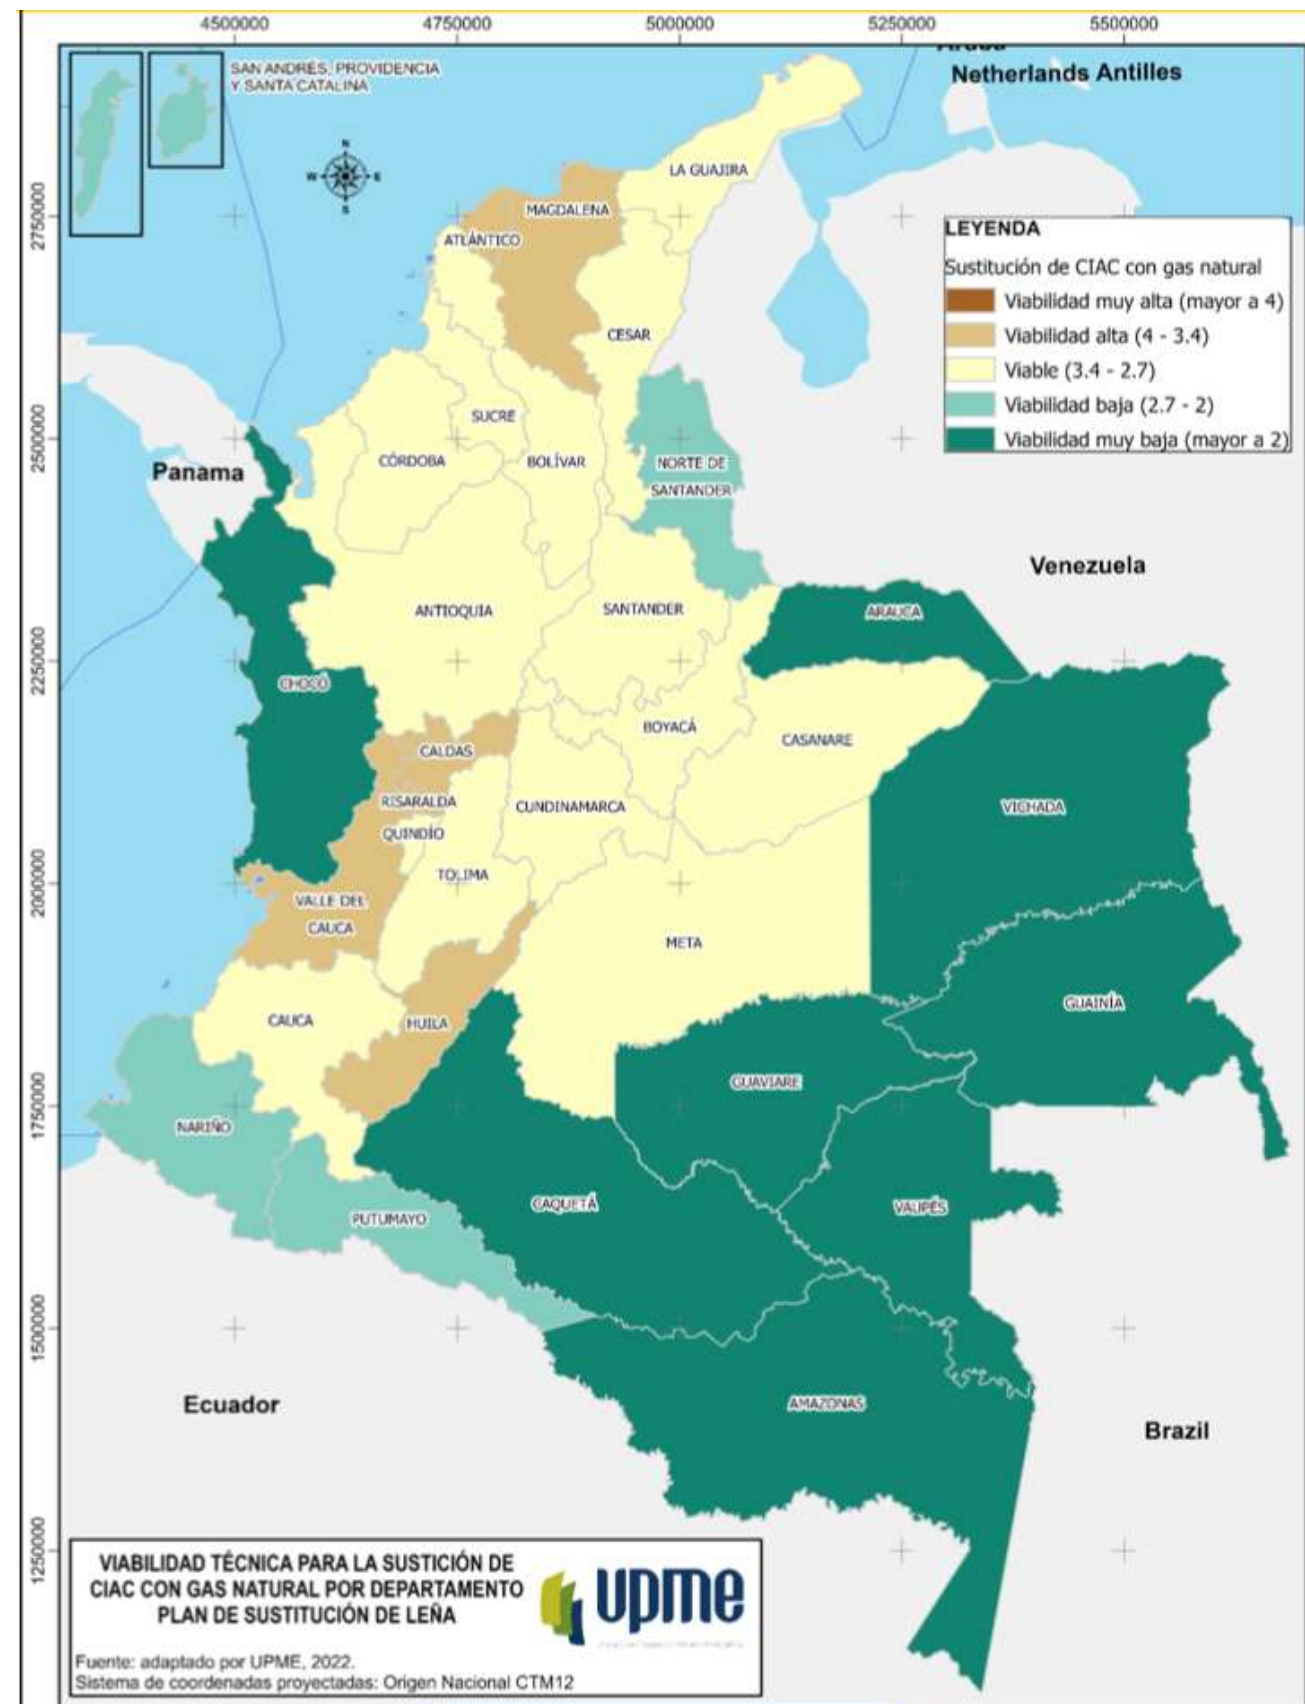 4500000 4750000 5000000 5250000 5500000
Netherlands Antilles
SAN ANDRÉS, PROVIDENCIA
Y SANTA CATALINA
N
W E
S
LA GUAJIRA
MAGDALENA
ATLÁNTICO
2750000
LEYENDA
Sustitución de CIAC con gas natural
Viabilidad muy alta (mayor a 4)
Viabilidad alta (4 - 3.4)
Viable (3.4 - 2.7)
Viabilidad baja (2.7 - 2)
Viabilidad muy baja (mayor a 2)
CESAR
SUCRE
2500000
Panama
CÓRDOBA
BOLÍVAR
NORTE DE
SANTANDER
Venezuela
ANTIOQUIA
SANTANDER
ARAUCA
2250000
CHOCÓ
BOYACÁ
CASANARE
CALDAS
RISARALDA
CUNDINAMARCA
VICHADA
QUINDÍO
TOLIMA
2000000
VALLE DEL
CAUCA
META
GUAINÍA
CAUCA
HUILA
GUAVIARE
1750000
NARIÑO
CAQUETÁ
VAUPÉS
PUTUMAYO
1500000
Ecuador
AMAZONAS
Brazil
1250000
VIABILIDAD TÉCNICA PARA LA SUSTICIÓN DE
CIAC CON GAS NATURAL POR DEPARTAMENTO
PLAN DE SUSTITUCIÓN DE LEÑA
upme
Fuente: adaptado por UPME, 2022.
Sistema de coordenadas proyectadas: Origen Nacional CTM12